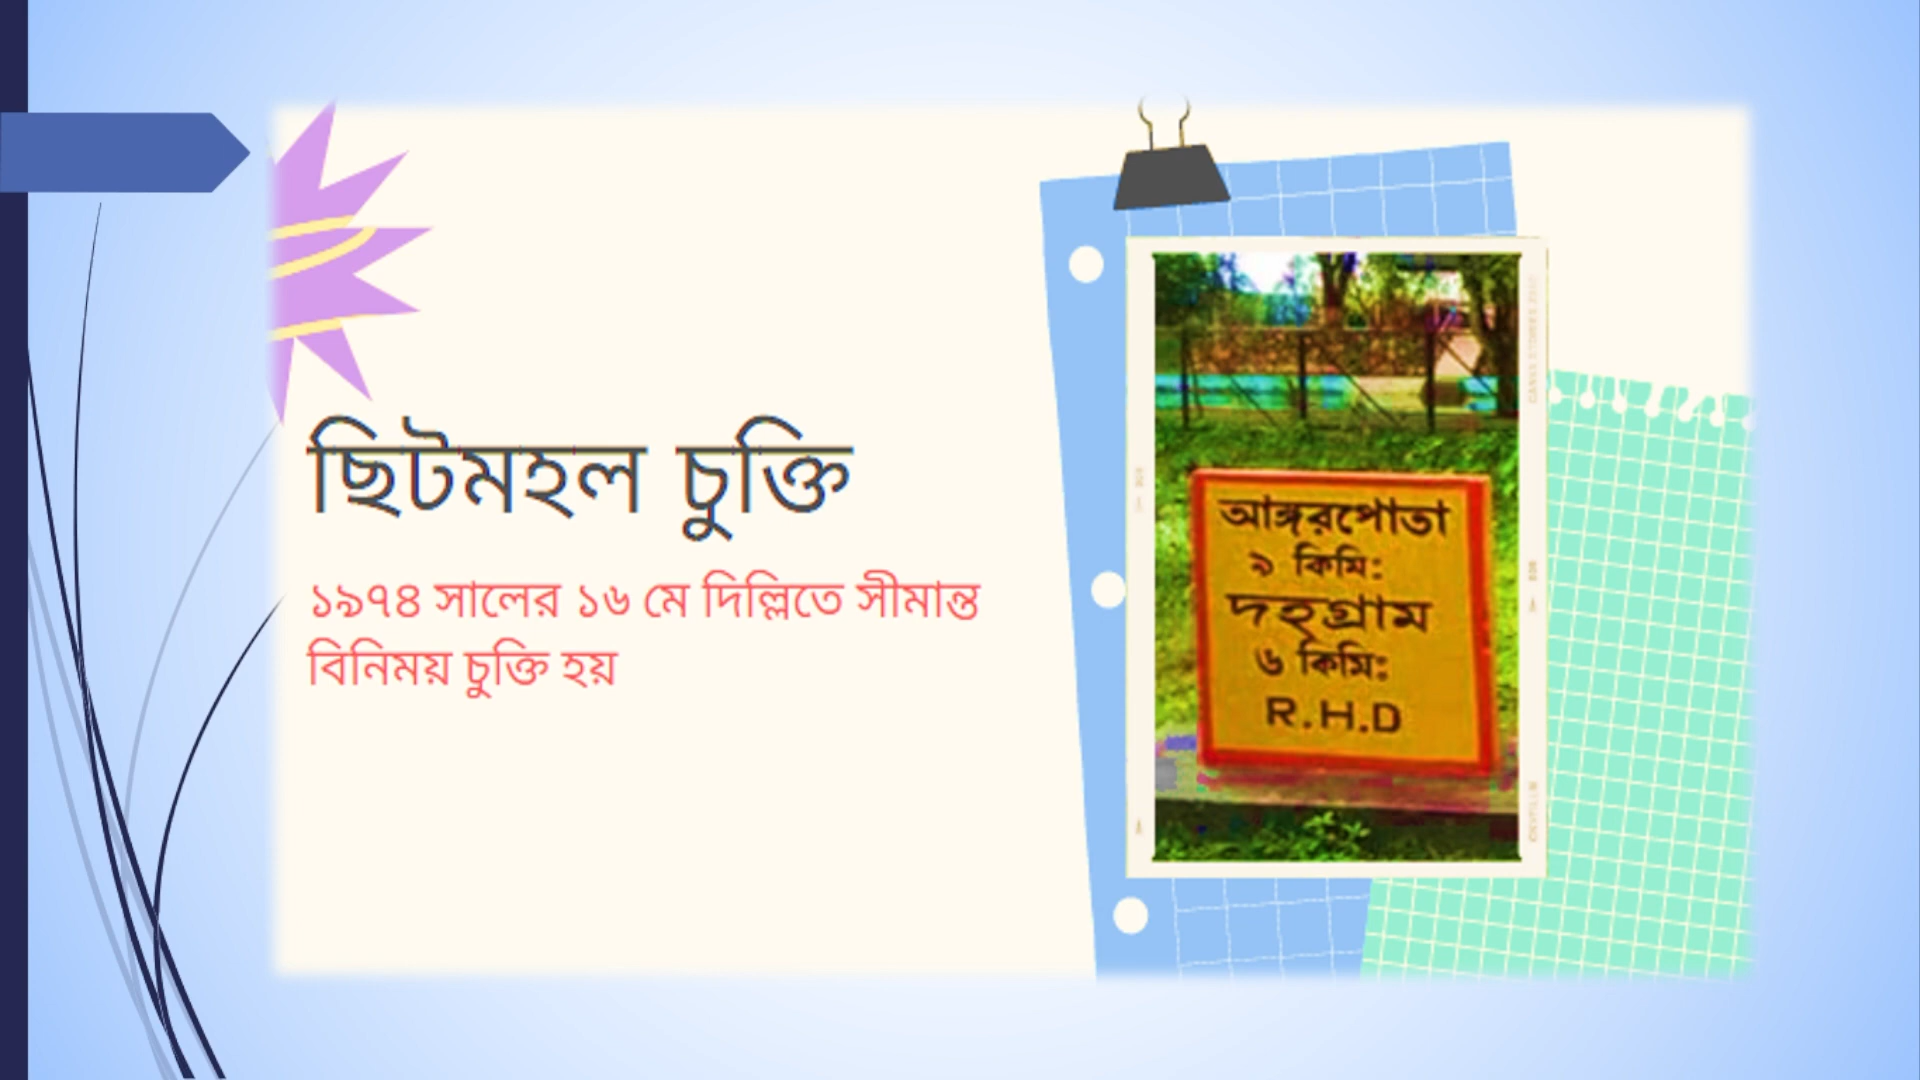 ছিটমহল চুক্তি
১৯৭৪ সালের ১৬ মে দিল্লিতে সীমান্ত
বিনিময় চুক্তি হয়
আঙ্গরপোতা
৯ কিমি:
দহগ্রাম
৬ কিমি:
R.H.D